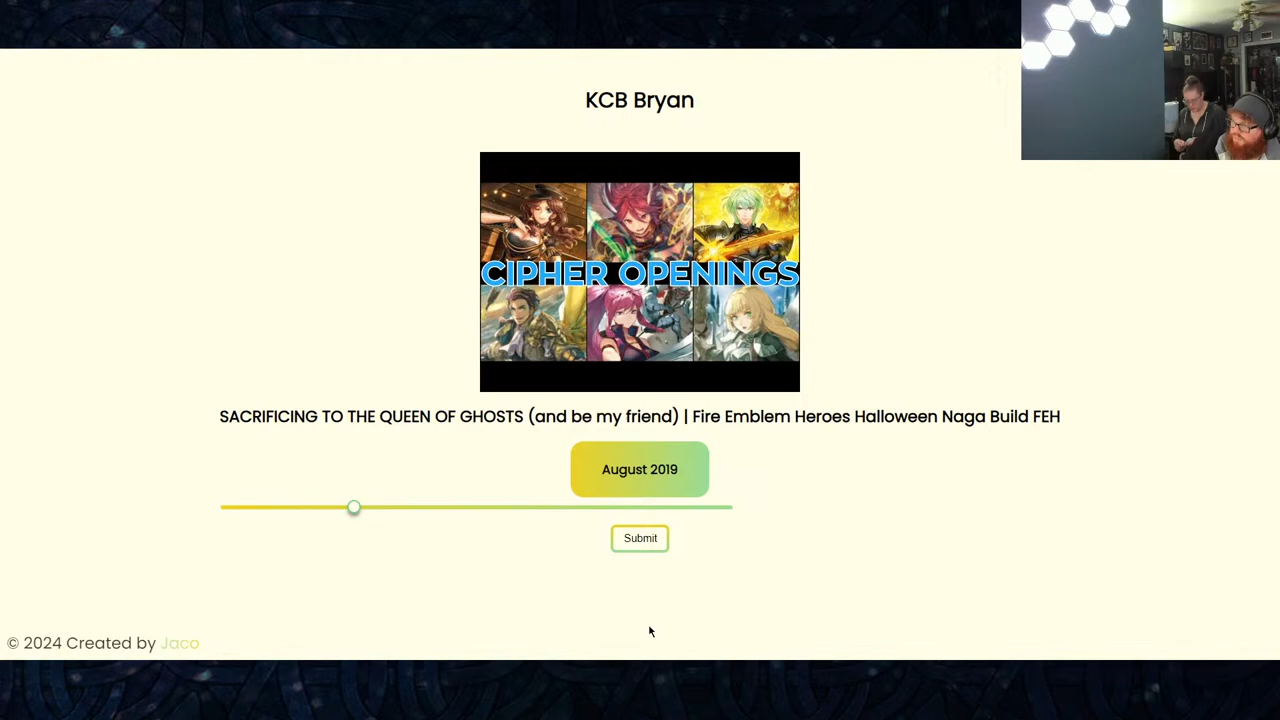 KCB Bryan
CIPHER OPENINGS
SACRIFICING TO THE QUEEN OF GHOSTS (and be my friend) | Fire Emblem Heroes Halloween Naga Build FEH
August 2019
Submit
© 2024 Created by Jaco